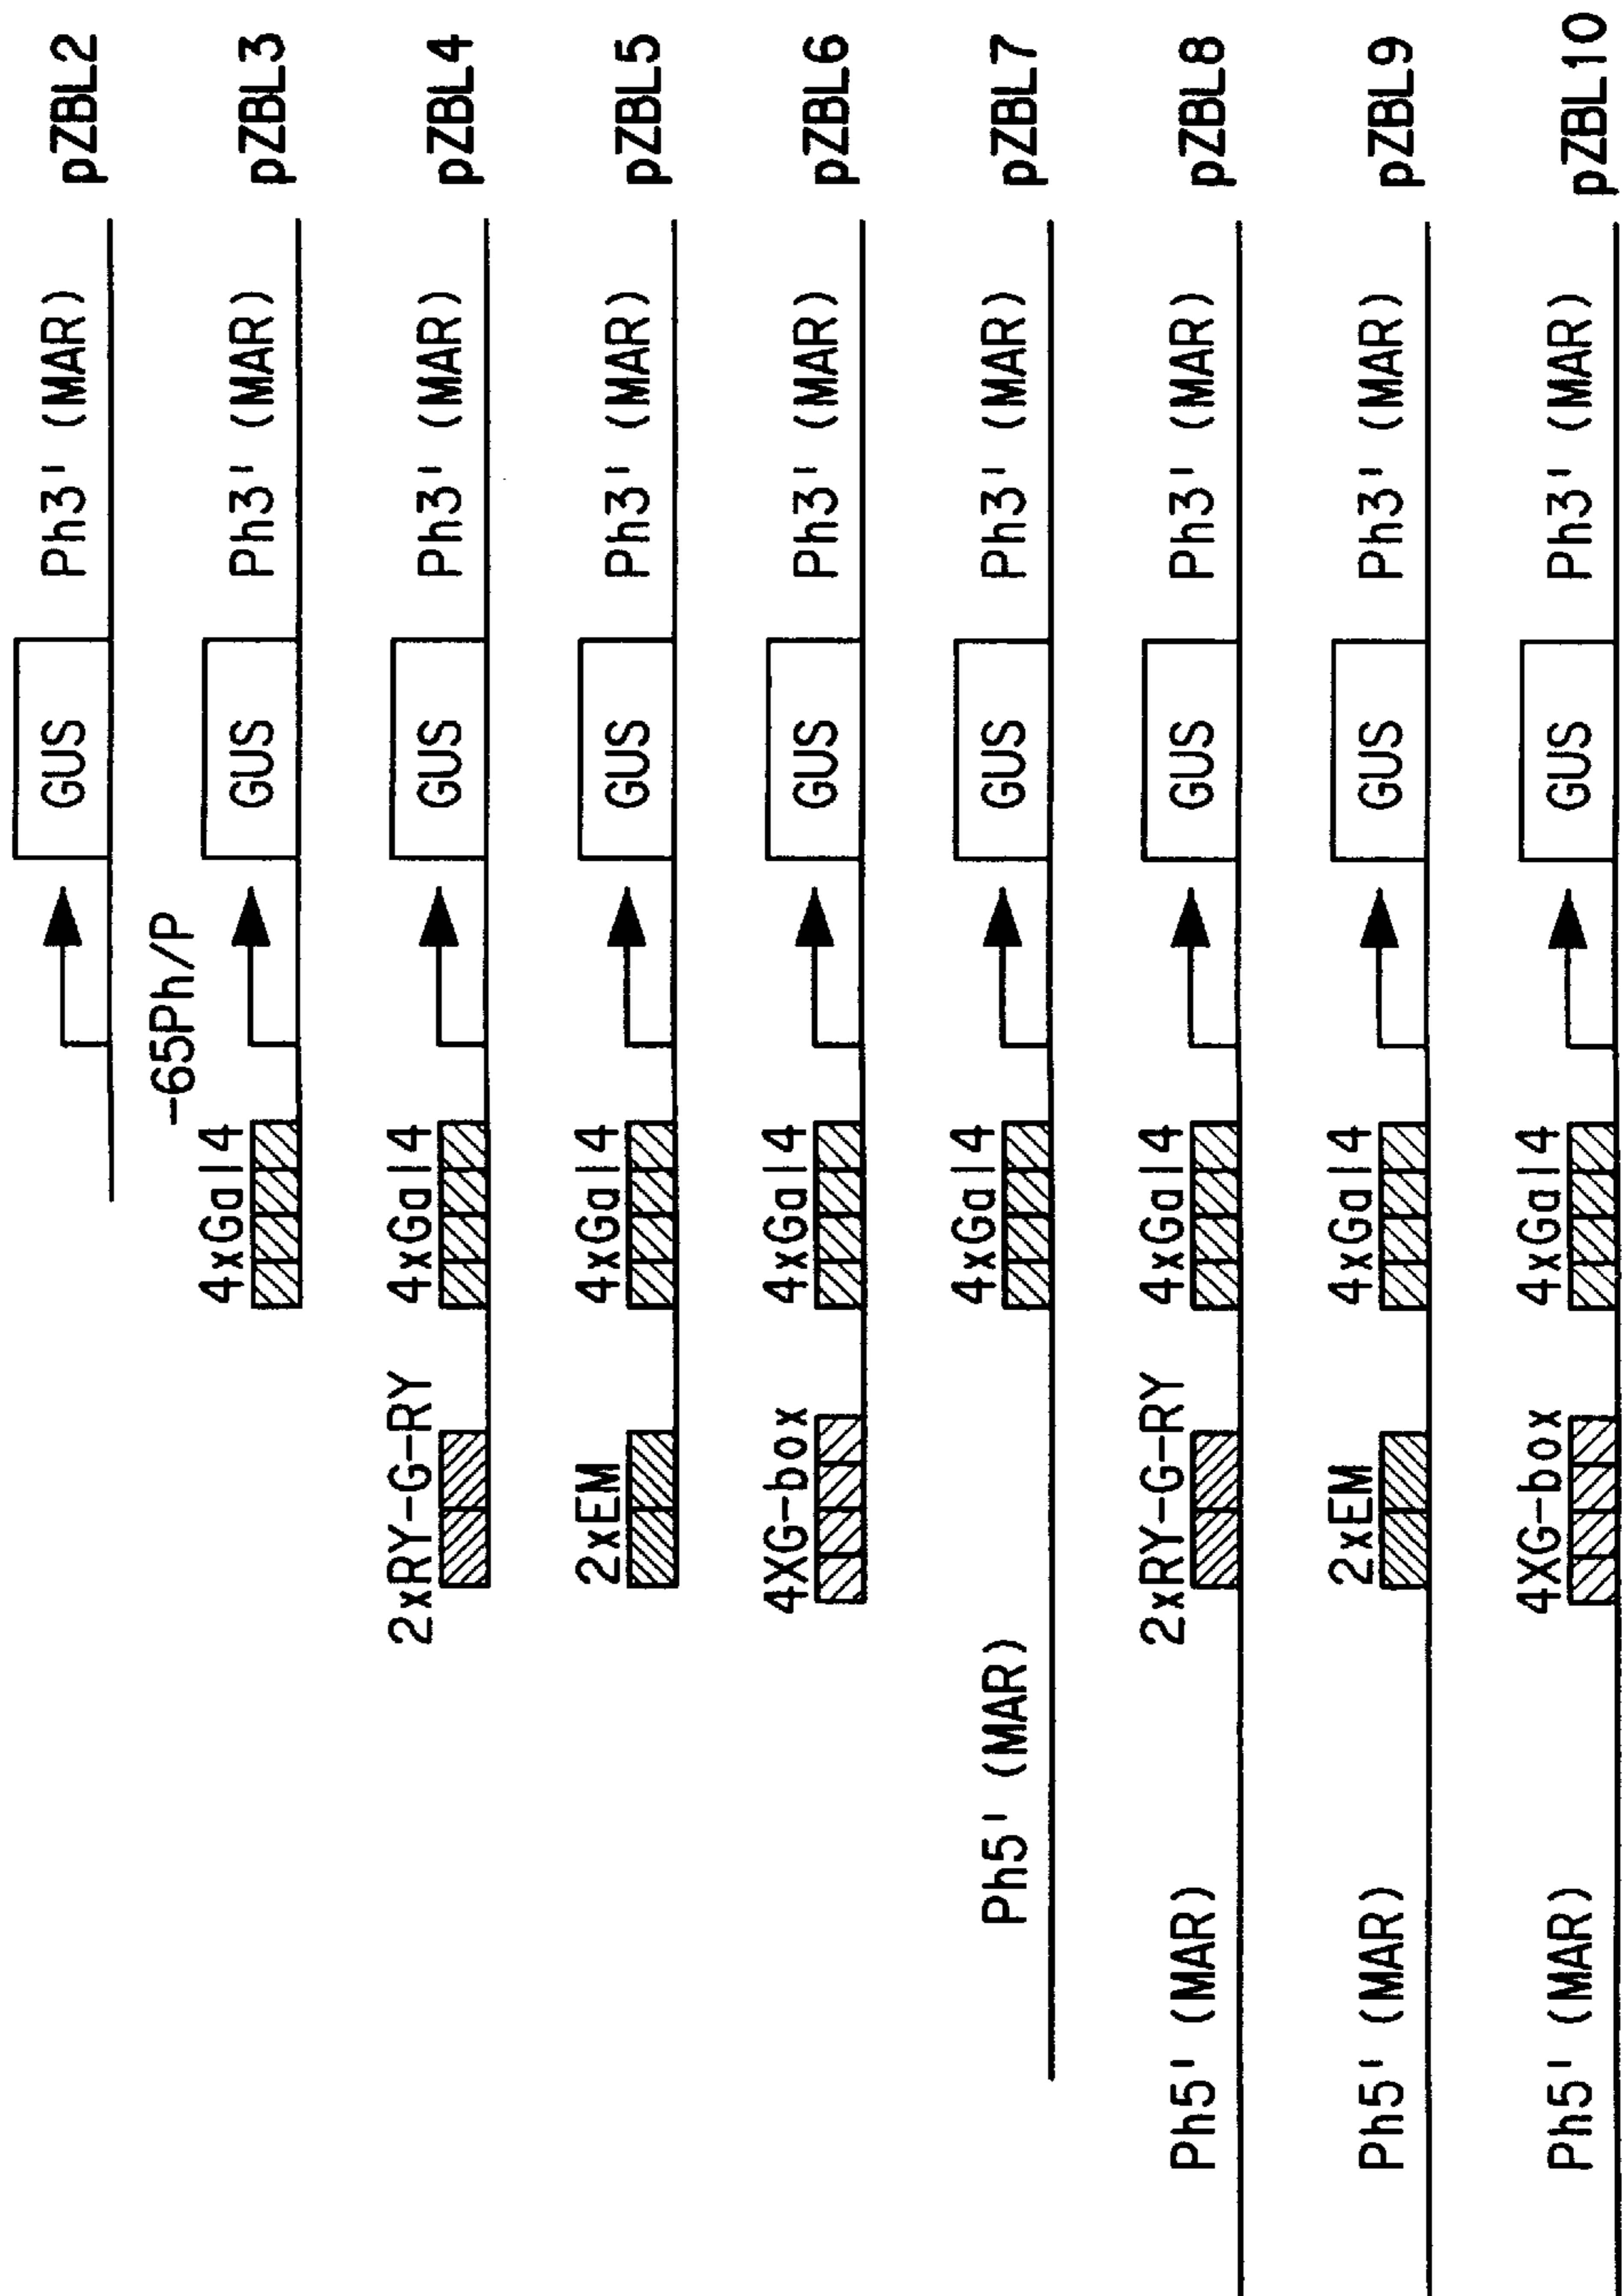 GUS Ph3' (MAR) pZBL2
-65Ph/P
4xGal4 GUS Ph3' (MAR) pZBL3
2xRY-G-RY 4xGal4 GUS Ph3' (MAR) pZBL4
2xEM 4xGal4 GUS Ph3' (MAR) pZBL5
4XG-box 4xGal4 GUS Ph3' (MAR) pZBL6
Ph5' (MAR) 4xGal4 GUS Ph3' (MAR) pZBL7
Ph5' (MAR) 2xRY-G-RY 4xGal4 GUS Ph3' (MAR) pZBL8
Ph5' (MAR) 2xEM 4xGal4 GUS Ph3' (MAR) pZBL9
Ph5' (MAR) 4XG-box 4xGal4 GUS Ph3' (MAR) pZBL10